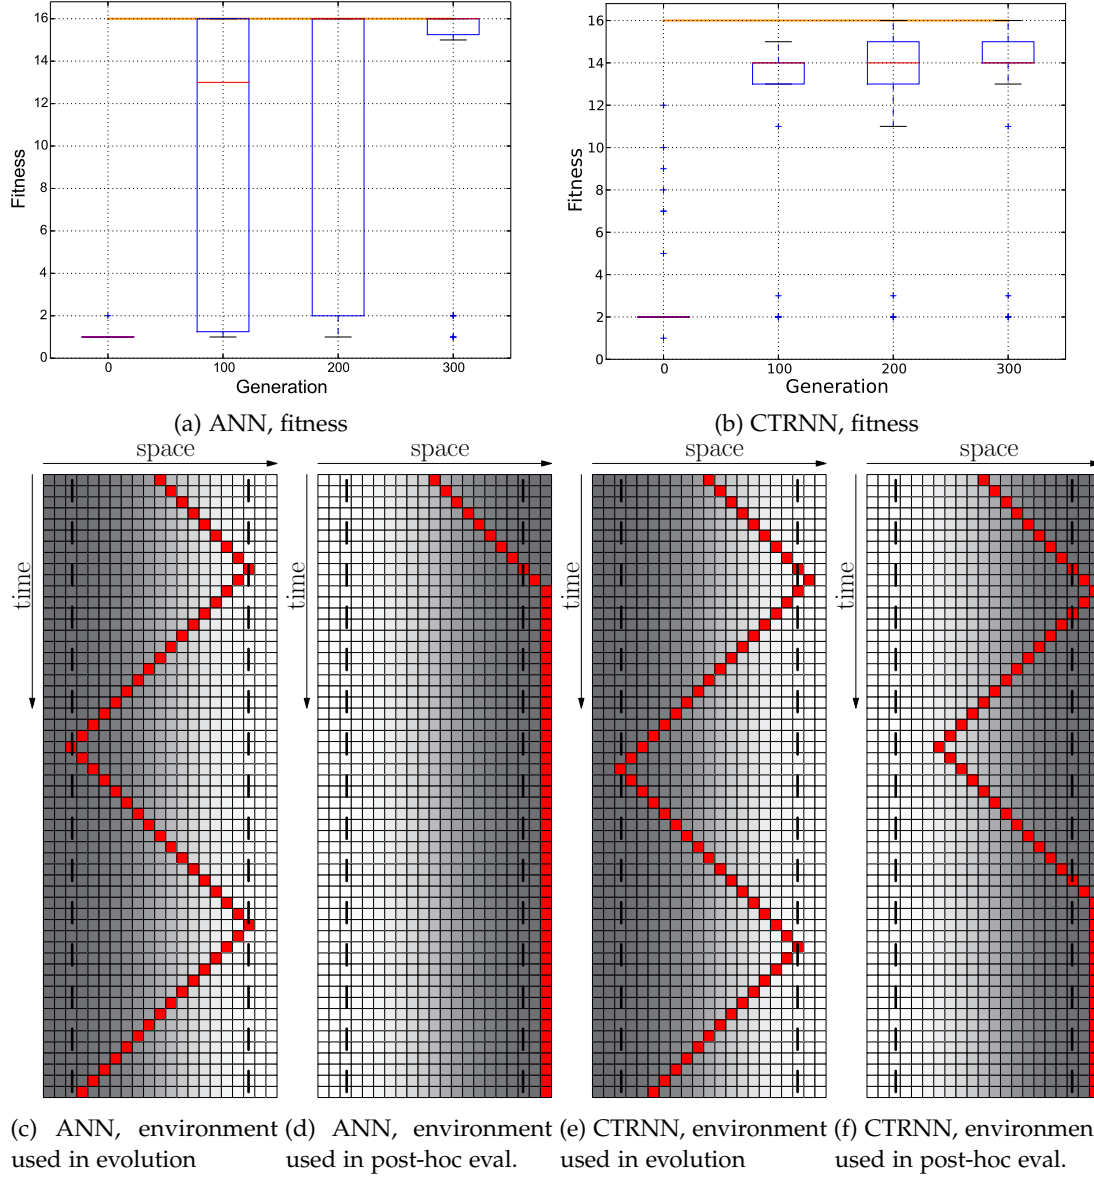 16
14
12
10
8
6
4
2
0
Fitness
0
100
200
300
Generation
(a) ANN, fitness
16
14
12
10
8
6
4
2
0
Fitness
0
100
200
300
Generation
(b) CTRNN, fitness
space
time
space
time
space
time
space
time
(c) ANN, environment used in evolution
(d) ANN, environment used in post-hoc eval.
(e) CTRNN, environment used in evolution
(f) CTRNN, environmen used in post-hoc eval.